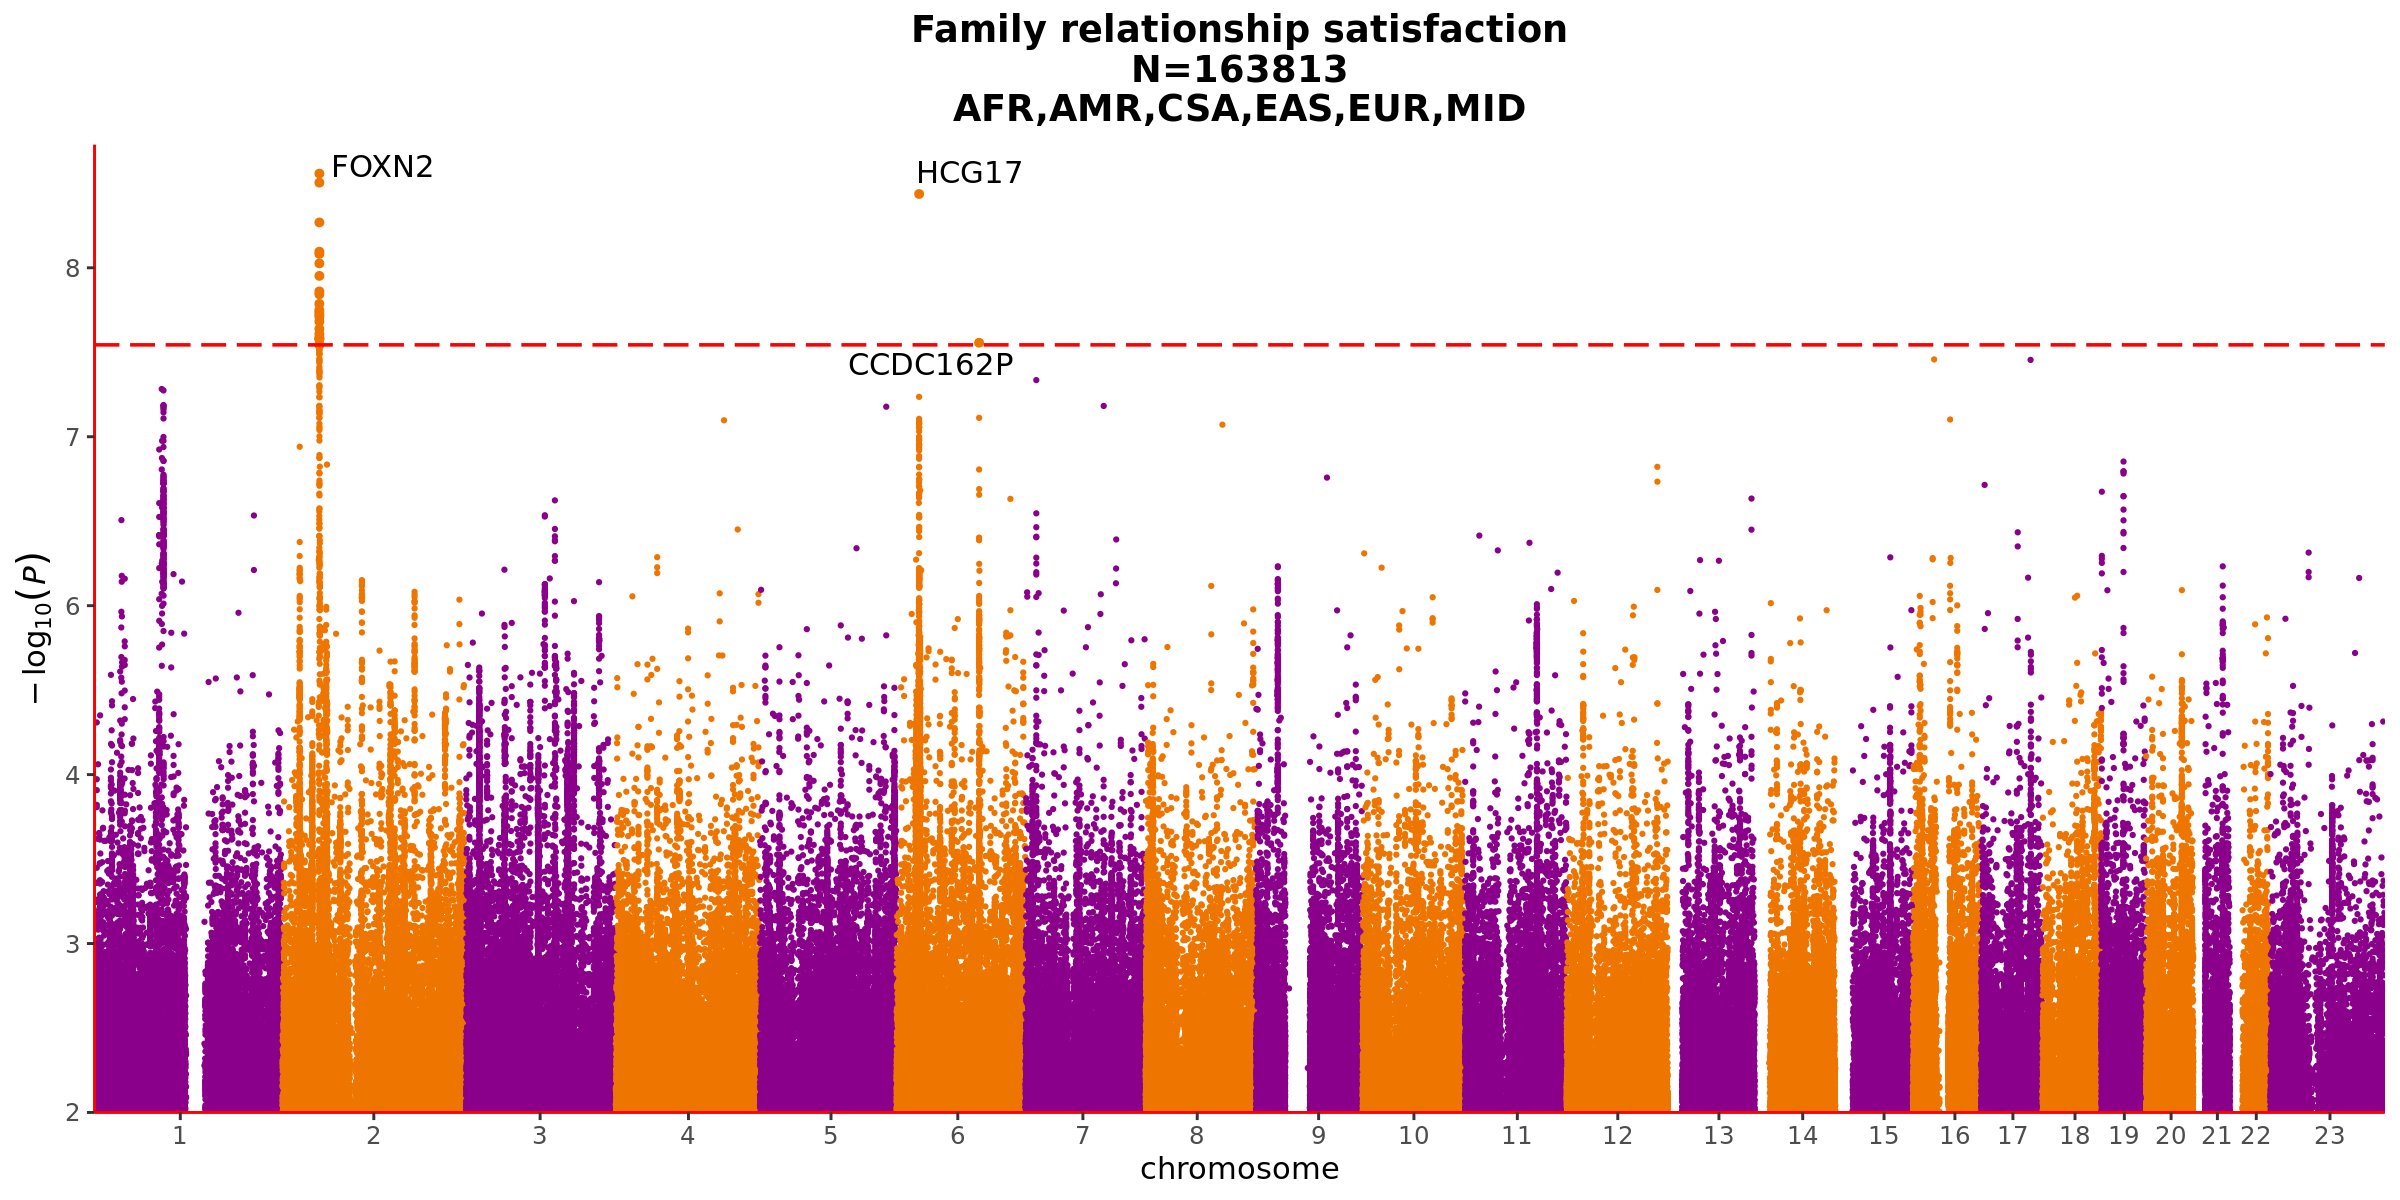 Family relationship satisfaction
N=163813
AFR,AMR,CSA,EAS,EUR,MID
FOXN2
HCG17
CCDC162P
8
7
6
4
3
2
−log10(P)
1 2 3 4 5 6 7 8 9 10 11 12 13 14 15 16 17 18 19 20 21 22 23
chromosome